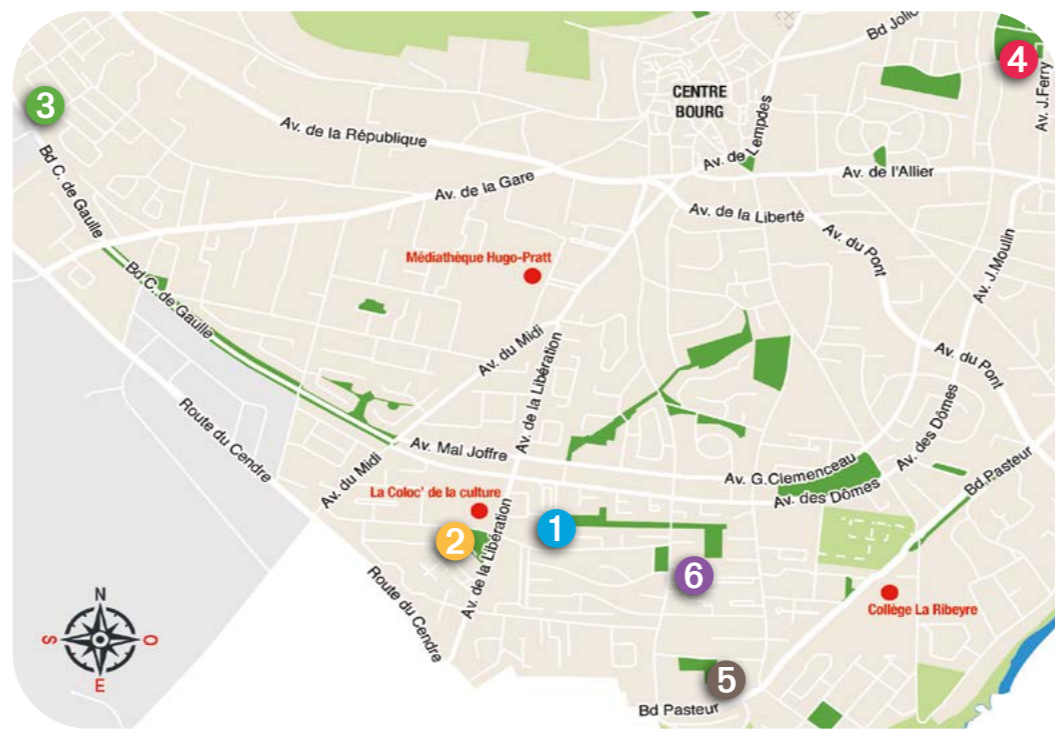 Bd Jolio
4
Av. J.Ferry
3
CENTRE
BOURG
Av. de la République
Av. de Lempdes
Av. de l'Allier
Bd C. de Gaulle
Av. de la Gare
Av. de la Liberté
Av. du Pont
Av. J.Moulin
Médiathèque Hugo-Pratt
Bd C. de Gaulle
Av. du Midi
Av. de la Libération
Av. du Pont
Route du Cendre
Av. Mal Joffre
Av. des Dômes
Av. du Midi
Av. G.Clemenceau
Bd Pasteur
Av. des Dômes
La Coloc' de la culture
1
2
Av. de la Libération
6
Route du Cendre
Collège La Ribeyre
N
S
O
E
5
Bd Pasteur